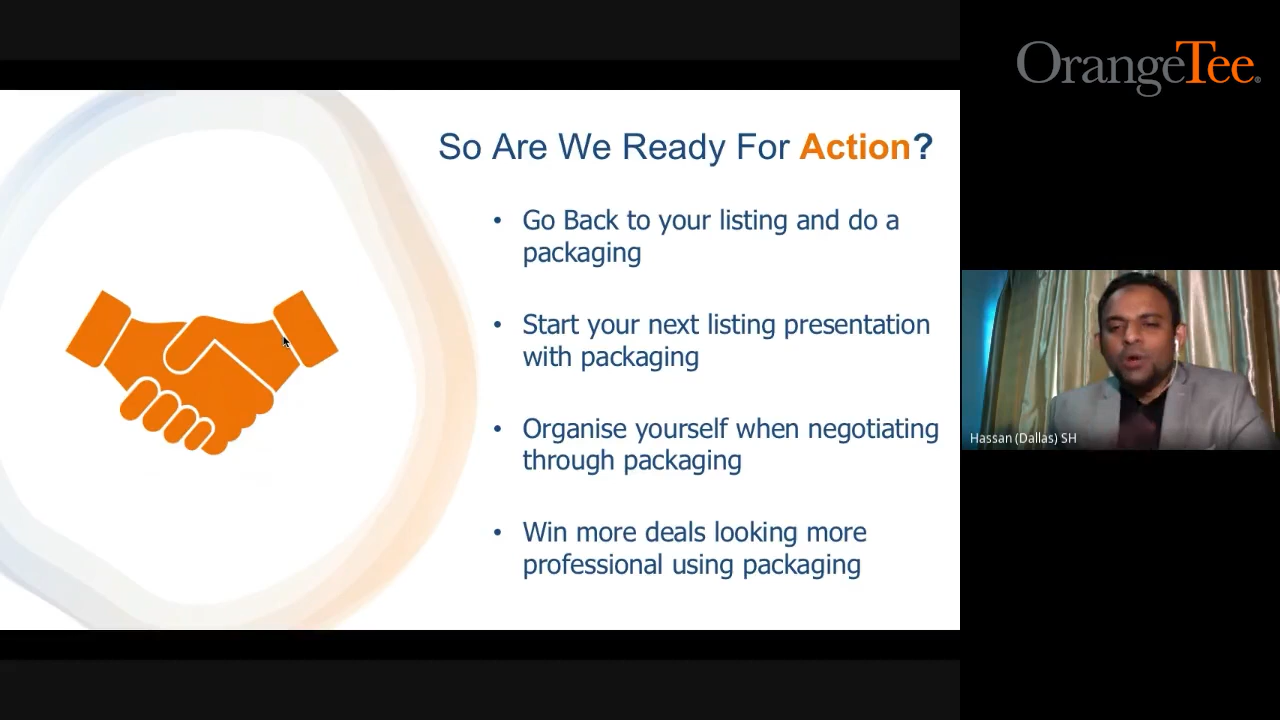 OrangeTee
So Are We Ready For Action?
• Go Back to your listing and do a
packaging
• Start your next listing presentation
with packaging
• Organise yourself when negotiating
through packaging
• Win more deals looking more
professional using packaging
Hassan (Dallas) SH